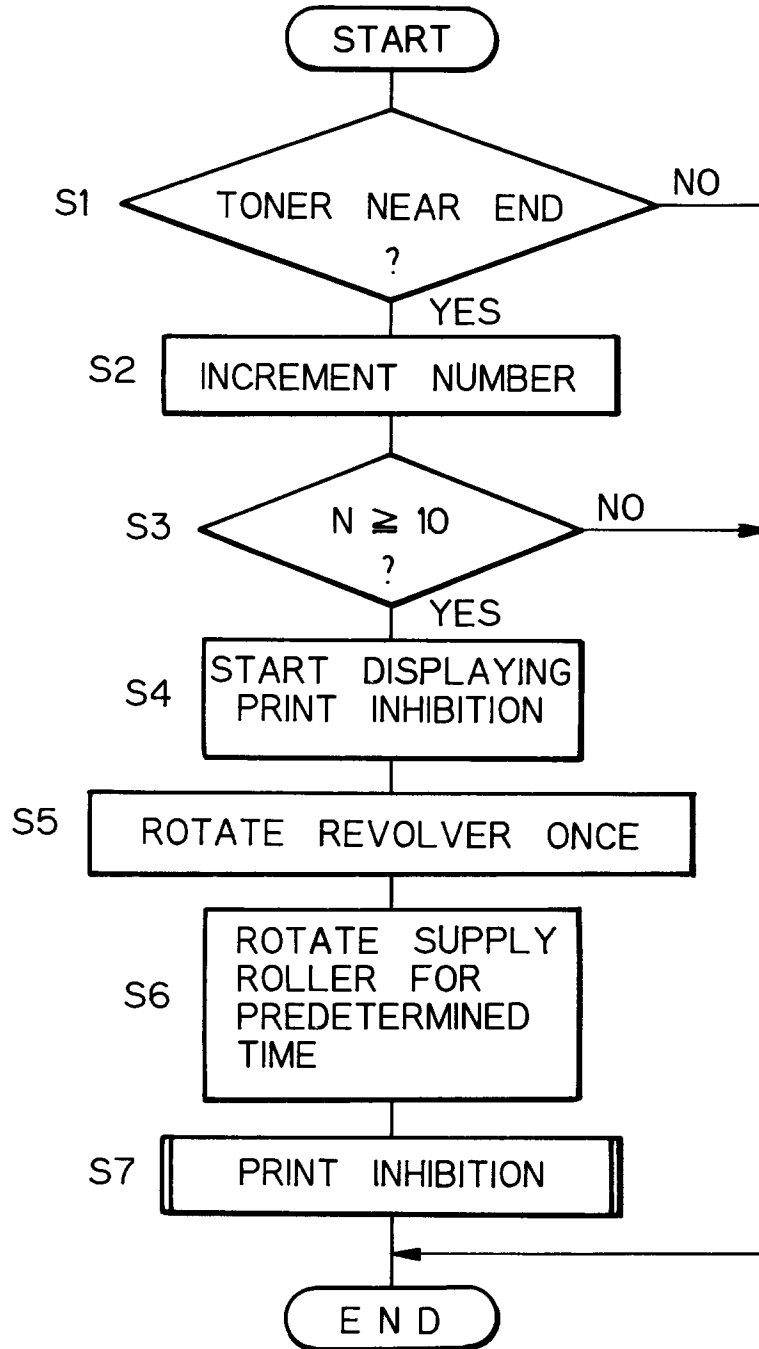 START
S1
TONER NEAR END
?
NO
YES
S2
INCREMENT NUMBER
S3
N ≧ 10
?
NO
YES
S4
START DISPLAYING
PRINT INHIBITION
S5
ROTATE REVOLVER ONCE
S6
ROTATE SUPPLY
ROLLER FOR
PREDETERMINED
TIME
S7
PRINT INHIBITION
END